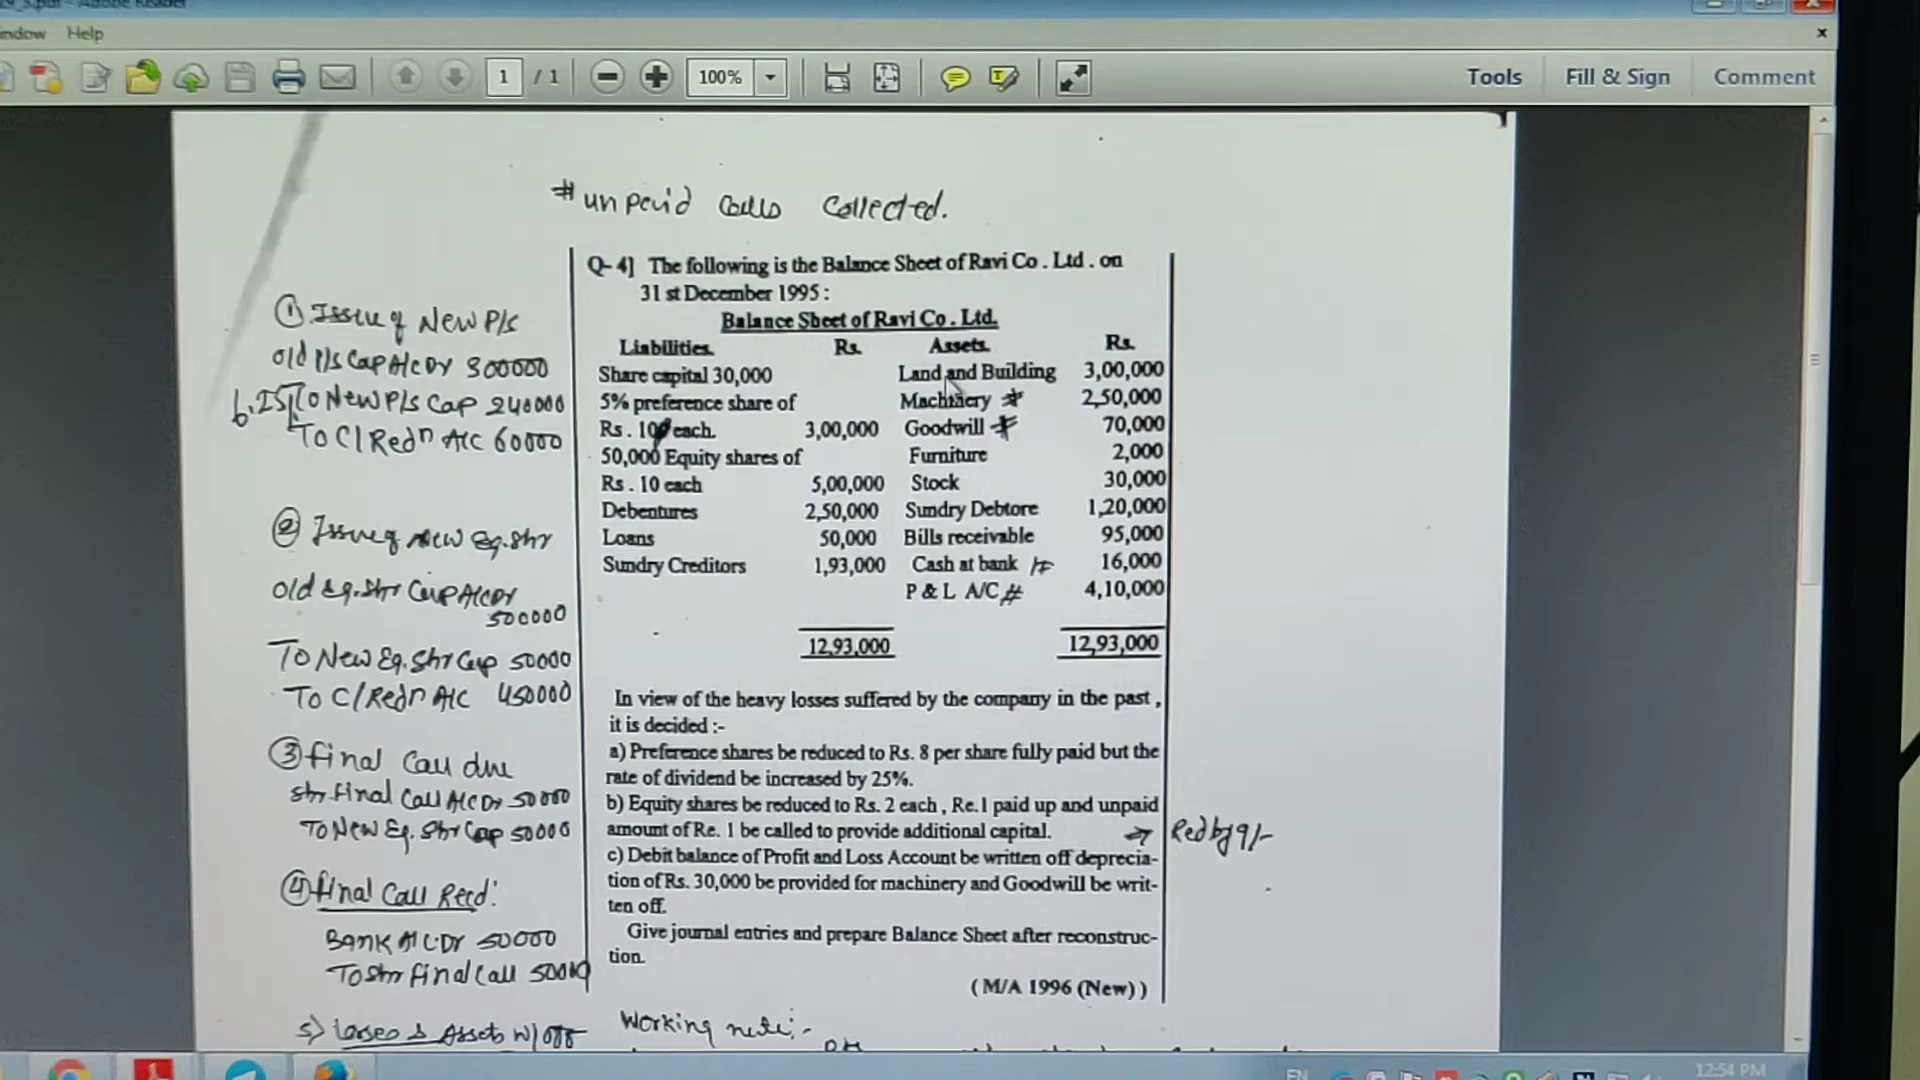 Help
1 / 1
100%
Tools
Fill & Sign
Comment
# unpaid calls collected.
Q-4] The following is the Balance Sheet of Ravi Co. Ltd. on
31 st December 1995 :
Balance Sheet of Ravi Co. Ltd.
Liabilities. Rs. Assets. Rs.
Share capital 30,000 Land and Building 3,00,000
5% preference share of Machinery * 2,50,000
Rs. 10 each. 3,00,000 Goodwill * 70,000
50,000 Equity shares of Furniture 2,000
Rs. 10 each 5,00,000 Stock 30,000
Debentures 2,50,000 Sundry Debtore 1,20,000
Loans 50,000 Bills receivable 95,000
Sundry Creditors 1,93,000 Cash at bank # 16,000
P & L A/C # 4,10,000
12,93,000 12,93,000
In view of the heavy losses suffered by the company in the past,
it is decided :-
a) Preference shares be reduced to Rs. 8 per share fully paid but the
rate of dividend be increased by 25%.
b) Equity shares be reduced to Rs. 2 each, Re.1 paid up and unpaid
amount of Re. 1 be called to provide additional capital.
c) Debit balance of Profit and Loss Account be written off deprecia-
tion of Rs. 30,000 be provided for machinery and Goodwill be writ-
ten off.
Give journal entries and prepare Balance Sheet after reconstruc-
tion.
(M/A 1996 (New))
→ Red by 9/-
① Issue of New P/s
Old P/s Cap A/c Dr 300000
To New P/s Cap 240000
To C/Redn A/C 60000
② Issue of New Eq. Shr
Old Eq. Shr Cap A/c Dr
500000
To New Eq. Shr Cap 50000
To C/Redn A/C 450000
③ final Call due
Shr final Call A/c Dr 50000
To New Eq. Shr Cap 50000
④ final Call Recd:
Bank A/c Dr 50000
To Shr final Call 50000
5) Losses & Assets w/off
Working note:-
EN
12:54 PM